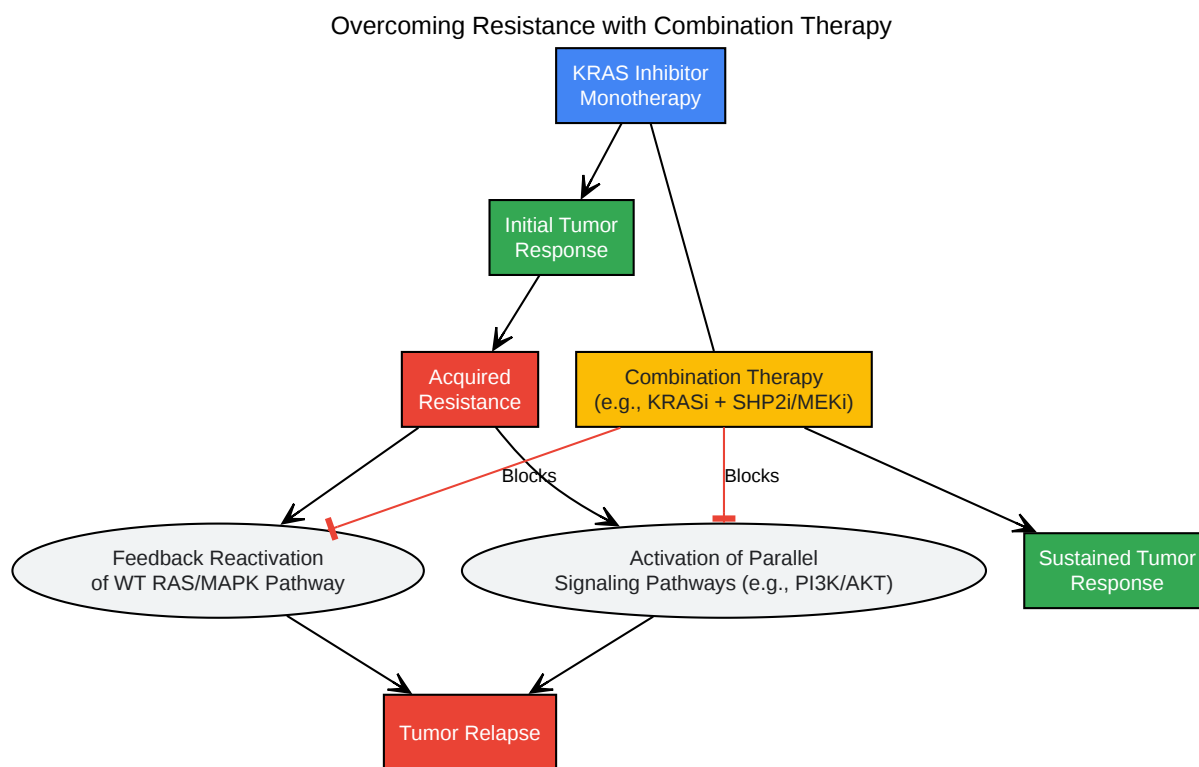 Overcoming Resistance with Combination Therapy
KRAS Inhibitor
Monotherapy
Initial Tumor
Response
Acquired
Resistance
Combination Therapy
(e.g., KRASi + SHP2i/MEKi)
Blocks
Blocks
Feedback Reactivation
of WT RAS/MAPK Pathway
Activation of Parallel
Signaling Pathways (e.g., PI3K/AKT)
Sustained Tumor
Response
Tumor Relapse